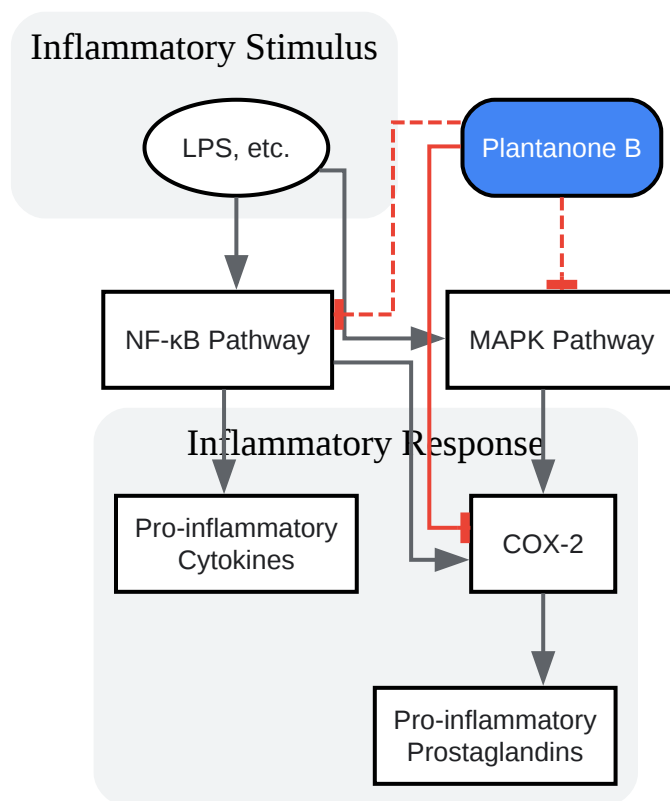 Inflammatory Stimulus
LPS, etc.
Plantanone B
NF-κB Pathway
MAPK Pathway
Inflammatory Response
Pro-inflammatory
Cytokines
COX-2
Pro-inflammatory
Prostaglandins